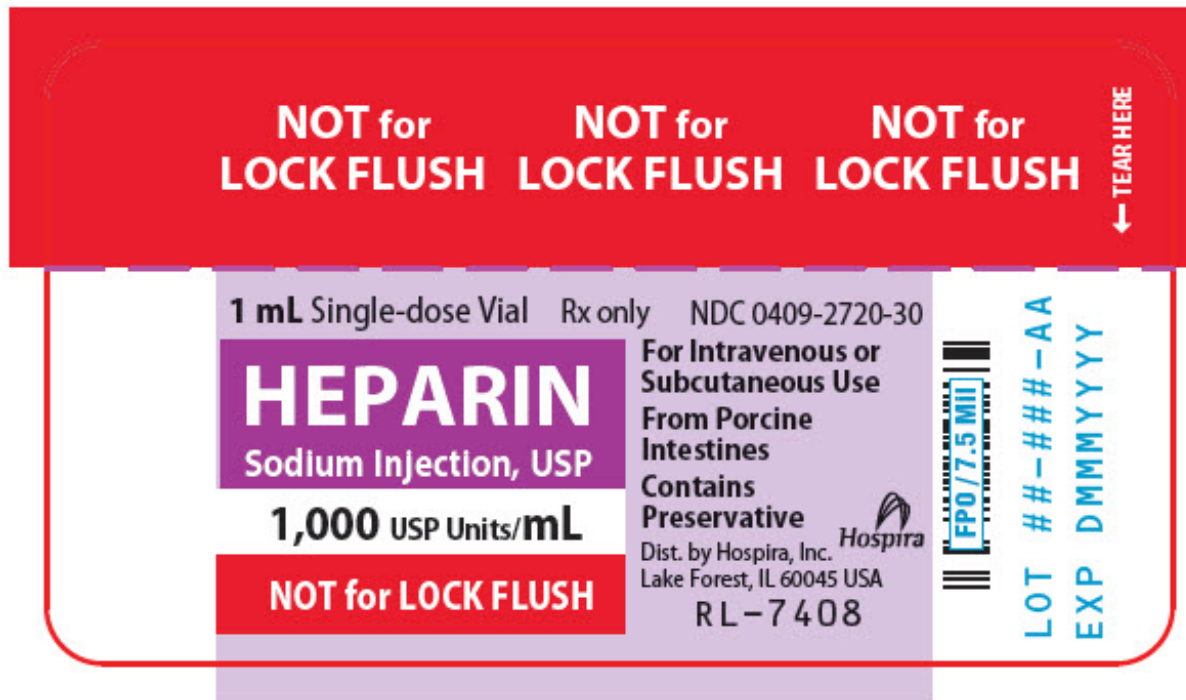 NOT for NOT for NOT for
LOCK FLUSH LOCK FLUSH LOCK FLUSH
← TEAR HERE
1 mL Single-dose Vial Rx only NDC 0409-2720-30
HEPARIN
Sodium Injection, USP
1,000 USP Units/mL
NOT for LOCK FLUSH
For Intravenous or
Subcutaneous Use
From Porcine
Intestines
Contains
Preservative
Hospira
Dist. by Hospira, Inc.
Lake Forest, IL 60045 USA
RL-7408
FPO / 7.5 Mil
LOT ##-###-AA
EXP DMMMYYYY